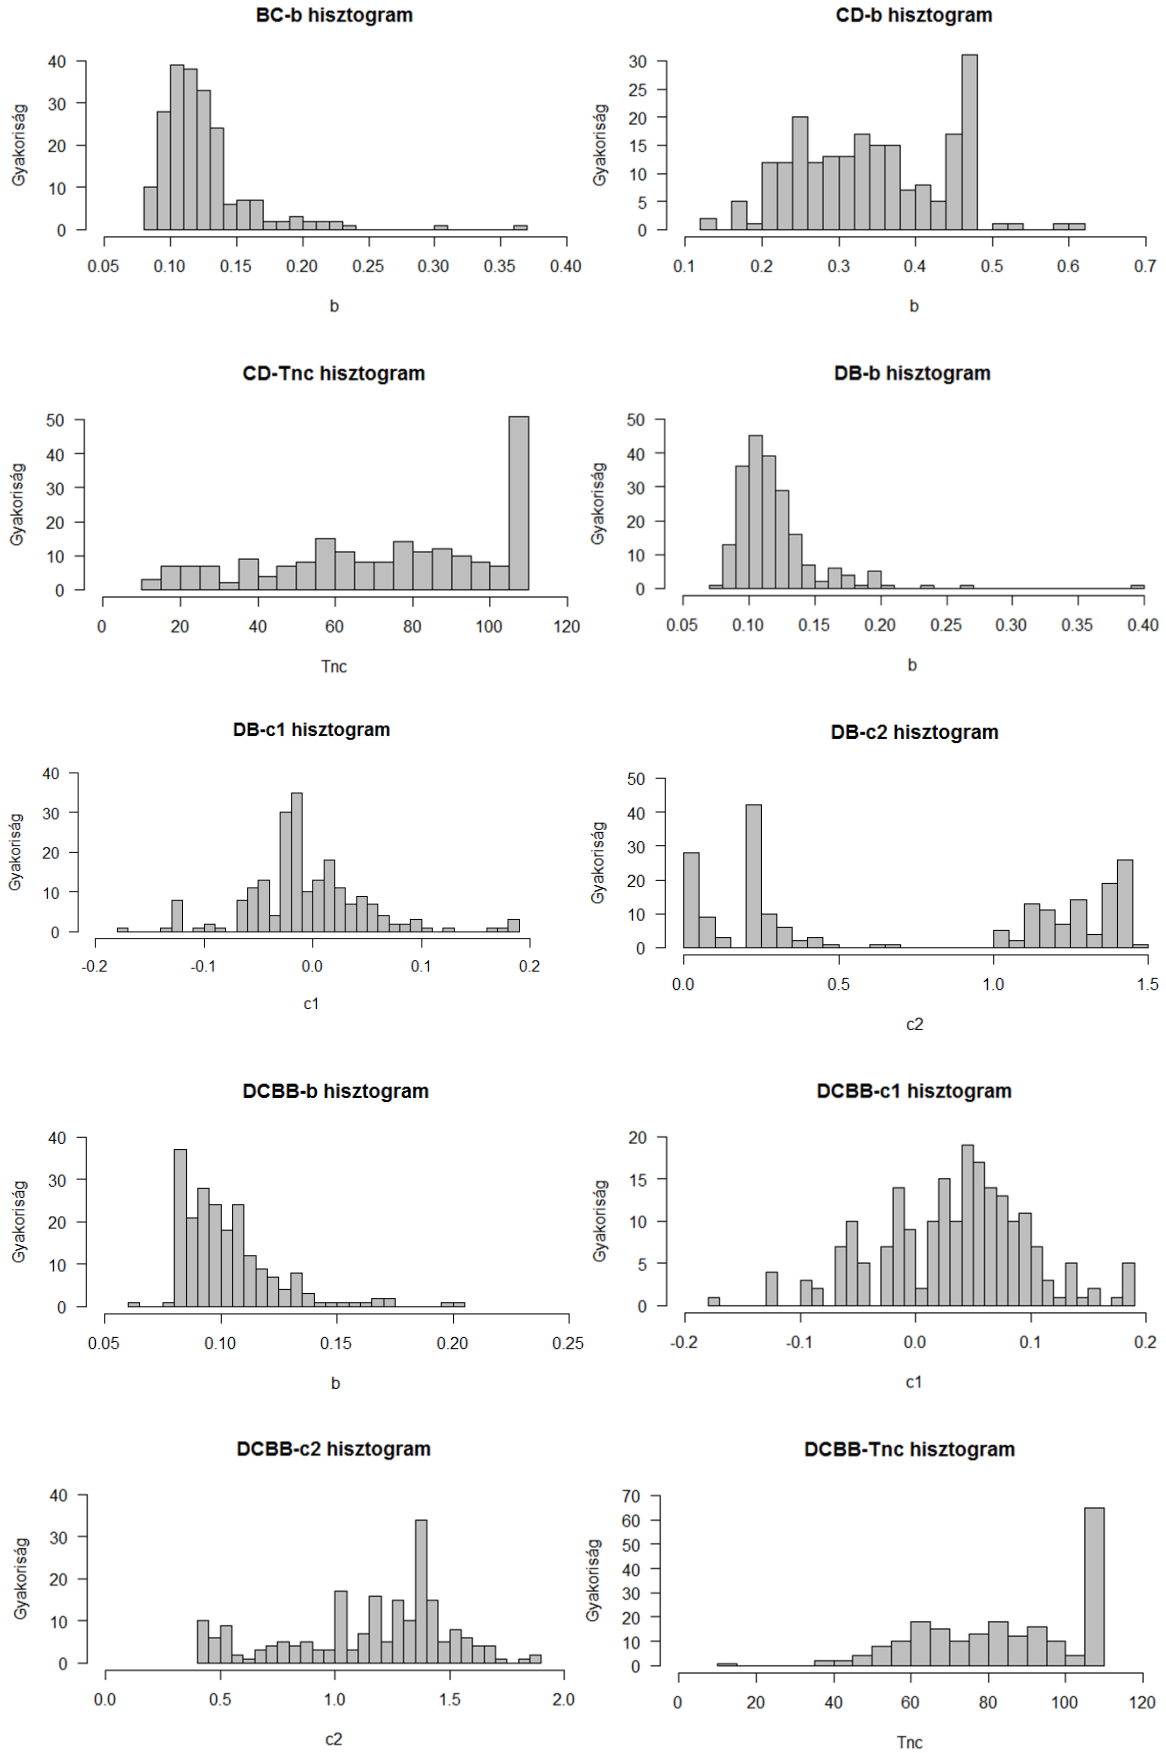 BC-b hisztogram
Gyakoriság
40
30
20
10
0
0.05 0.10 0.15 0.20 0.25 0.30 0.35 0.40
b
CD-b hisztogram
Gyakoriság
30
25
20
15
10
5
0
0.1 0.2 0.3 0.4 0.5 0.6 0.7
b
CD-Tnc hisztogram
Gyakoriság
50
40
30
20
10
0
0 20 40 60 80 100 120
Tnc
DB-b hisztogram
Gyakoriság
50
40
30
20
10
0
0.05 0.10 0.15 0.20 0.25 0.30 0.35 0.40
b
DB-c1 hisztogram
Gyakoriság
40
30
20
10
0
-0.2 -0.1 0.0 0.1 0.2
c1
DB-c2 hisztogram
Gyakoriság
50
40
30
20
10
0
0.0 0.5 1.0 1.5
c2
DCBB-b hisztogram
Gyakoriság
40
30
20
10
0
0.05 0.10 0.15 0.20 0.25
b
DCBB-c1 hisztogram
Gyakoriság
20
15
10
5
0
-0.2 -0.1 0.0 0.1 0.2
c1
DCBB-c2 hisztogram
Gyakoriság
40
30
20
10
0
0.0 0.5 1.0 1.5 2.0
c2
DCBB-Tnc hisztogram
Gyakoriság
70
60
50
40
30
20
10
0
0 20 40 60 80 100 120
Tnc